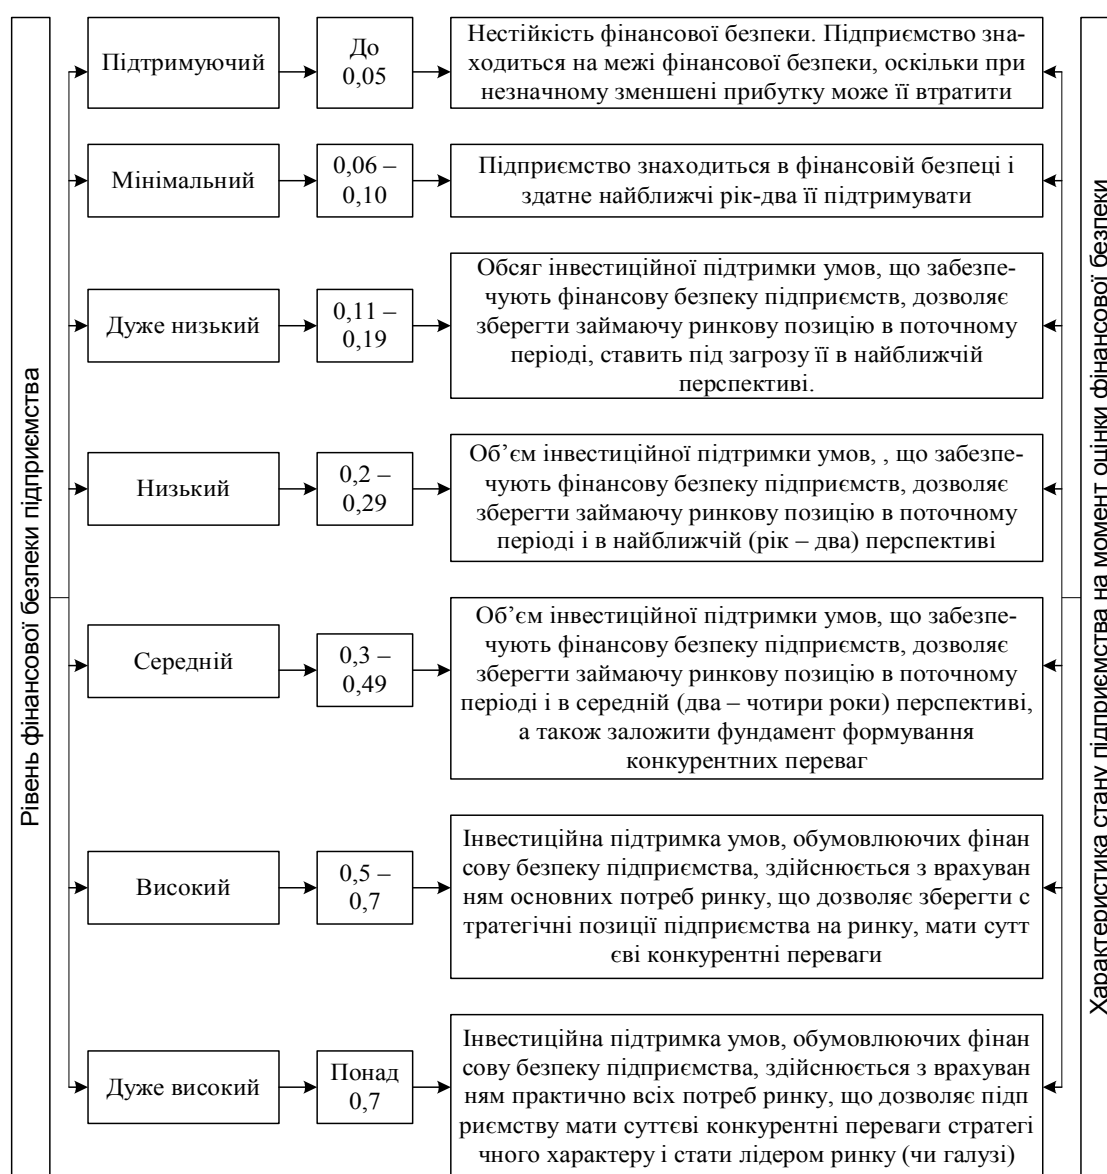 Рівень фінансової безпеки підприємства
Підтримуючий
До
0,05
Нестійкість фінансової безпеки. Підприємство зна-
ходиться на межі фінансової безпеки, оскільки при
незначному зменшені прибутку може її втратити
Мінімальний
0,06 –
0,10
Підприємство знаходиться в фінансовій безпеці і
здатне найближчі рік-два її підтримувати
Дуже низький
0,11 –
0,19
Обсяг інвестиційної підтримки умов, що забезпе-
чують фінансову безпеку підприємств, дозволяє
зберегти займаючу ринкову позицію в поточному
періоді, ставить під загрозу її в найближчій
перспективі.
Низький
0,2 –
0,29
Об’єм інвестиційної підтримки умов, , що забезпе-
чують фінансову безпеку підприємств, дозволяє
зберегти займаючу ринкову позицію в поточному
періоді і в найближчій (рік – два) перспективі
Середній
0,3 –
0,49
Об’єм інвестиційної підтримки умов, що забезпе-
чують фінансову безпеку підприємств, дозволяє
зберегти займаючу ринкову позицію в поточному
періоді і в середній (два – чотири роки) перспективі,
а також заложити фундамент формування
конкурентних переваг
Високий
0,5 –
0,7
Інвестиційна підтримка умов, обумовлюючих фінан
сову безпеку підприємства, здійснюється з врахуван
ням основних потреб ринку, що дозволяє зберегти с
тратегічні позиції підприємства на ринку, мати сутт
єві конкурентні переваги
Дуже високий
Понад
0,7
Інвестиційна підтримка умов, обумовлюючих фінан
сову безпеку підприємства, здійснюється з врахуван
ням практично всіх потреб ринку, що дозволяє підп
риємству мати суттєві конкурентні переваги стратегі
чного характеру і стати лідером ринку (чи галузі)
Характеристика стану підприємства на момент оцінки фінансової безпеки